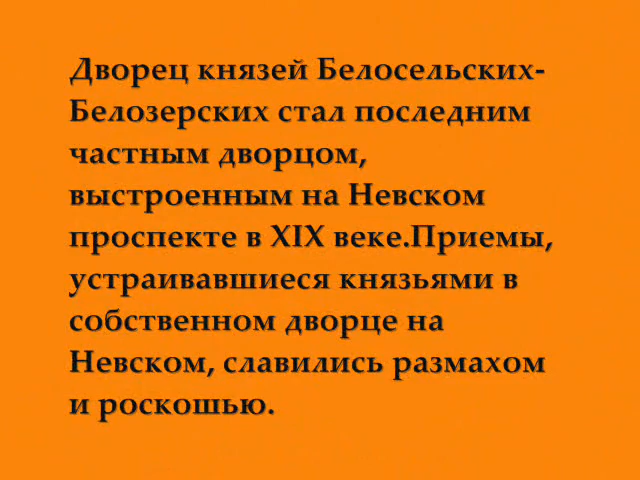 Дворец князей Белосельских-
Белозерских стал последним
частным дворцом,
выстроенным на Невском
проспекте в XIX веке.Приемы,
устраивавшиеся князьями в
собственном дворце на
Невском, славились размахом
и роскошью.